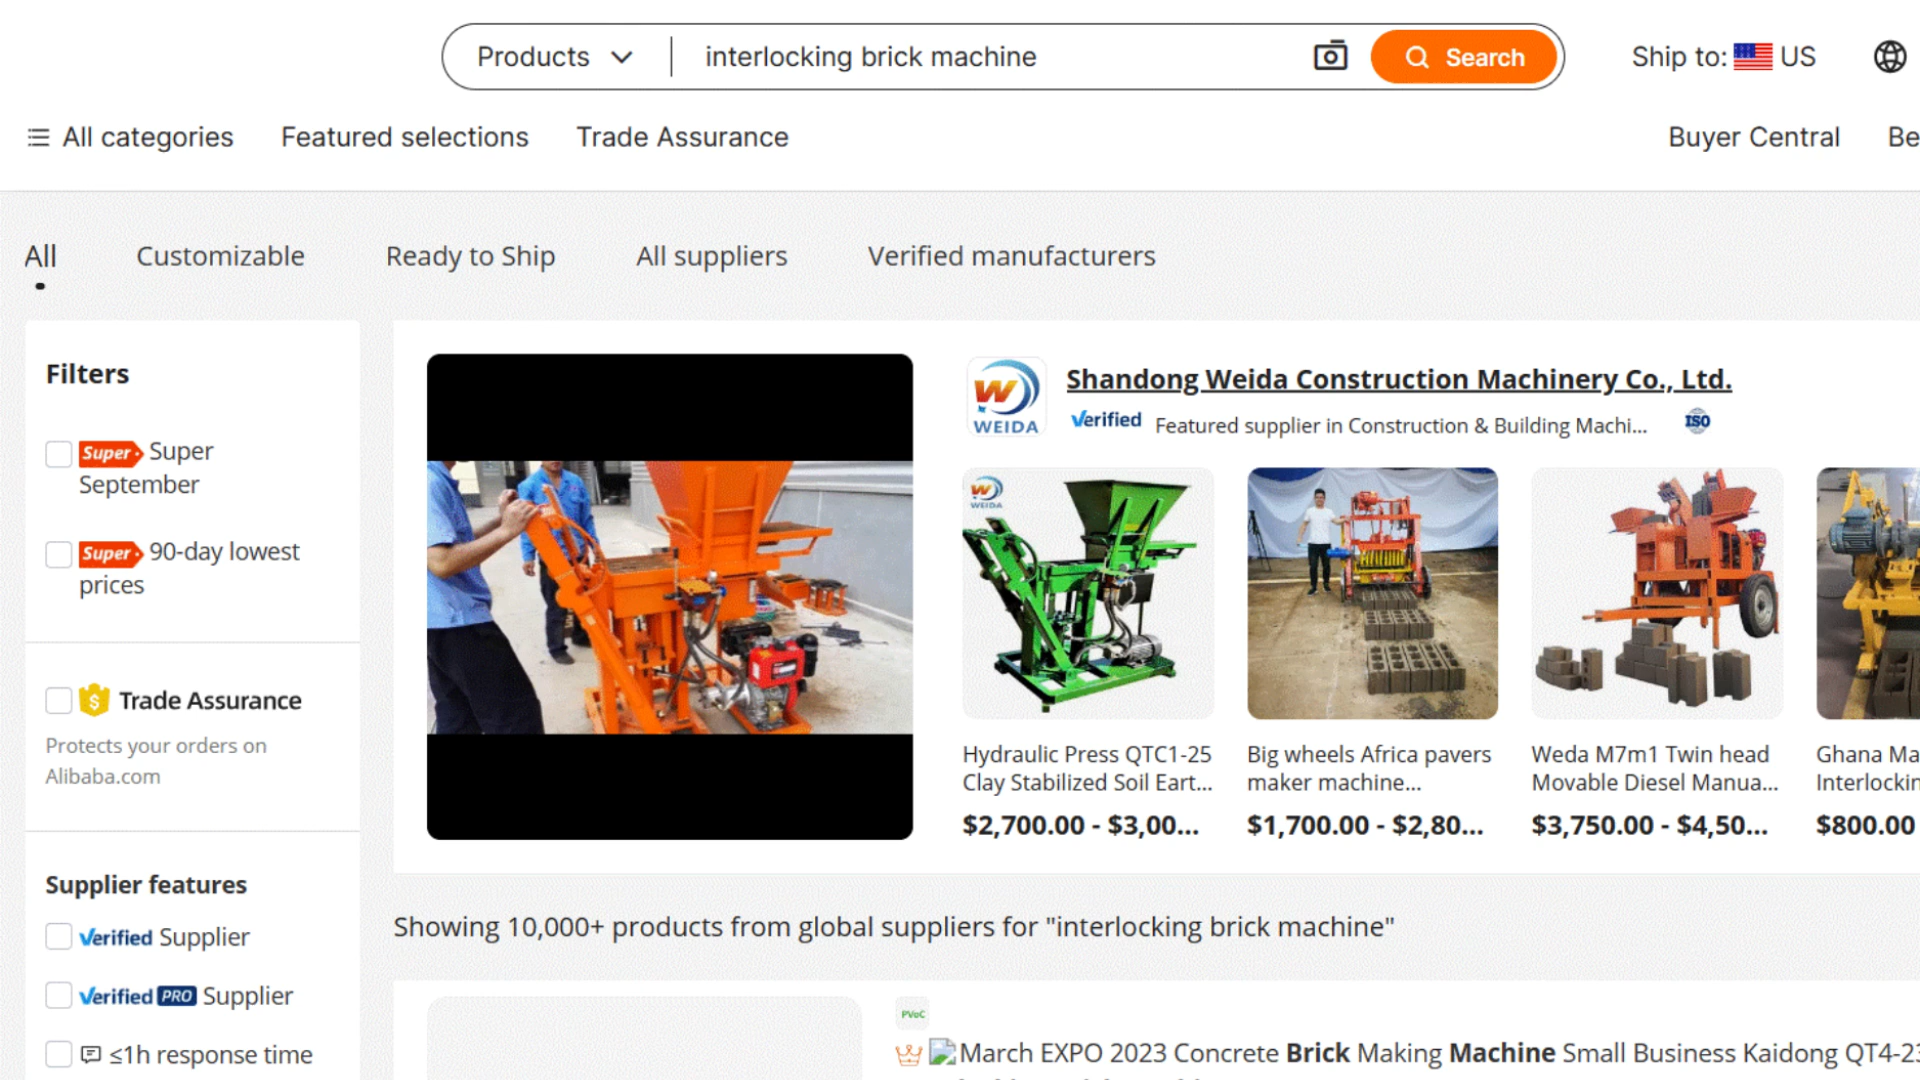 Products
interlocking brick machine
Search
Ship to: US
All categories
Featured selections
Trade Assurance
Buyer Central
Be
All
Customizable
Ready to Ship
All suppliers
Verified manufacturers
Filters
Super Super
September
Super 90-day lowest
prices
Trade Assurance
Protects your orders on
Alibaba.com
Supplier features
Verified Supplier
Verified PRO Supplier
≤1h response time
W
WEIDA
Shandong Weida Construction Machinery Co., Ltd.
Verified Featured supplier in Construction & Building Machi...
ISO
W
WEIDA
Hydraulic Press QTC1-25
Clay Stabilized Soil Eart...
$2,700.00 - $3,00...
Big wheels Africa pavers
maker machine...
$1,700.00 - $2,80...
Weda M7m1 Twin head
Movable Diesel Manua...
$3,750.00 - $4,50...
Ghana Ma
Interlockin
$800.00
Showing 10,000+ products from global suppliers for "interlocking brick machine"
PVoC
March EXPO 2023 Concrete Brick Making Machine Small Business Kaidong QT4-23